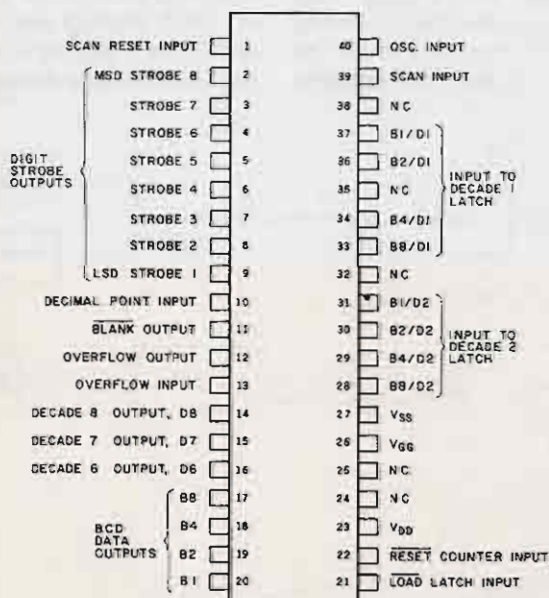 SCAN RESET INPUT 1
MSD STROBE 8 2
STROBE 7 3
STROBE 6 4
STROBE 5 5
STROBE 4 6
STROBE 3 7
STROBE 2 8
LSD STROBE 1 9
DIGIT
STROBE
OUTPUTS
DECIMAL POINT INPUT 10
BLANK OUTPUT 11
OVERFLOW OUTPUT 12
OVERFLOW INPUT 13
DECADE 8 OUTPUT, D8 14
DECADE 7 OUTPUT, D7 15
DECADE 6 OUTPUT, D6 16
B8 17
B4 18
B2 19
B1 20
BCD
DATA
OUTPUTS
40 OSC. INPUT
39 SCAN INPUT
38 NC
37 B1/D1
36 B2/D1
35 NC
34 B4/D1
33 B8/D1
INPUT TO
DECADE 1
LATCH
32 NC
31 B1/D2
30 B2/D2
29 B4/D2
28 B8/D2
INPUT TO
DECADE 2
LATCH
27 VSS
26 VGG
25 NC
24 NC
23 VDD
22 RESET COUNTER INPUT
21 LOAD LATCH INPUT